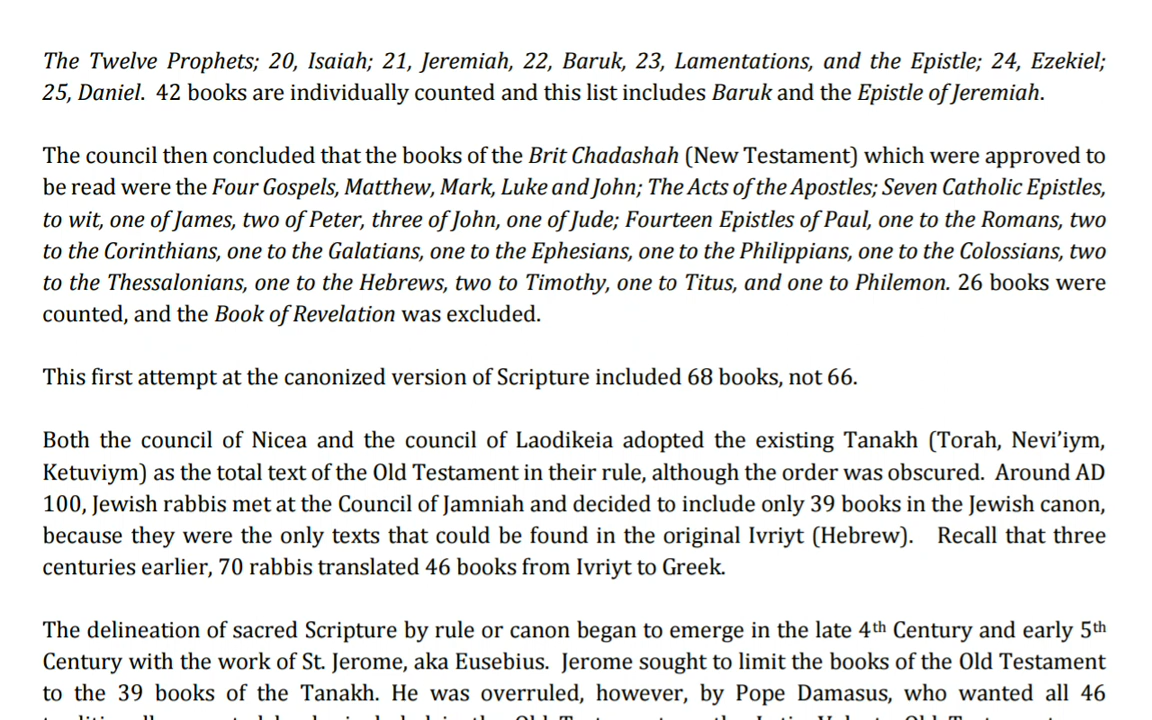 The Twelve Prophets; 20, Isaiah; 21, Jeremiah, 22, Baruk, 23, Lamentations, and the Epistle; 24, Ezekiel;
25, Daniel. 42 books are individually counted and this list includes Baruk and the Epistle of Jeremiah.
The council then concluded that the books of the Brit Chadashah (New Testament) which were approved to
be read were the Four Gospels, Matthew, Mark, Luke and John; The Acts of the Apostles; Seven Catholic Epistles,
to wit, one of James, two of Peter, three of John, one of Jude; Fourteen Epistles of Paul, one to the Romans, two
to the Corinthians, one to the Galatians, one to the Ephesians, one to the Philippians, one to the Colossians, two
to the Thessalonians, one to the Hebrews, two to Timothy, one to Titus, and one to Philemon. 26 books were
counted, and the Book of Revelation was excluded.
This first attempt at the canonized version of Scripture included 68 books, not 66.
Both the council of Nicea and the council of Laodikeia adopted the existing Tanakh (Torah, Nevi'iym,
Ketuviym) as the total text of the Old Testament in their rule, although the order was obscured. Around AD
100, Jewish rabbis met at the Council of Jamniah and decided to include only 39 books in the Jewish canon,
because they were the only texts that could be found in the original Ivriyt (Hebrew). Recall that three
centuries earlier, 70 rabbis translated 46 books from Ivriyt to Greek.
The delineation of sacred Scripture by rule or canon began to emerge in the late 4th Century and early 5th
Century with the work of St. Jerome, aka Eusebius. Jerome sought to limit the books of the Old Testament
to the 39 books of the Tanakh. He was overruled, however, by Pope Damasus, who wanted all 46